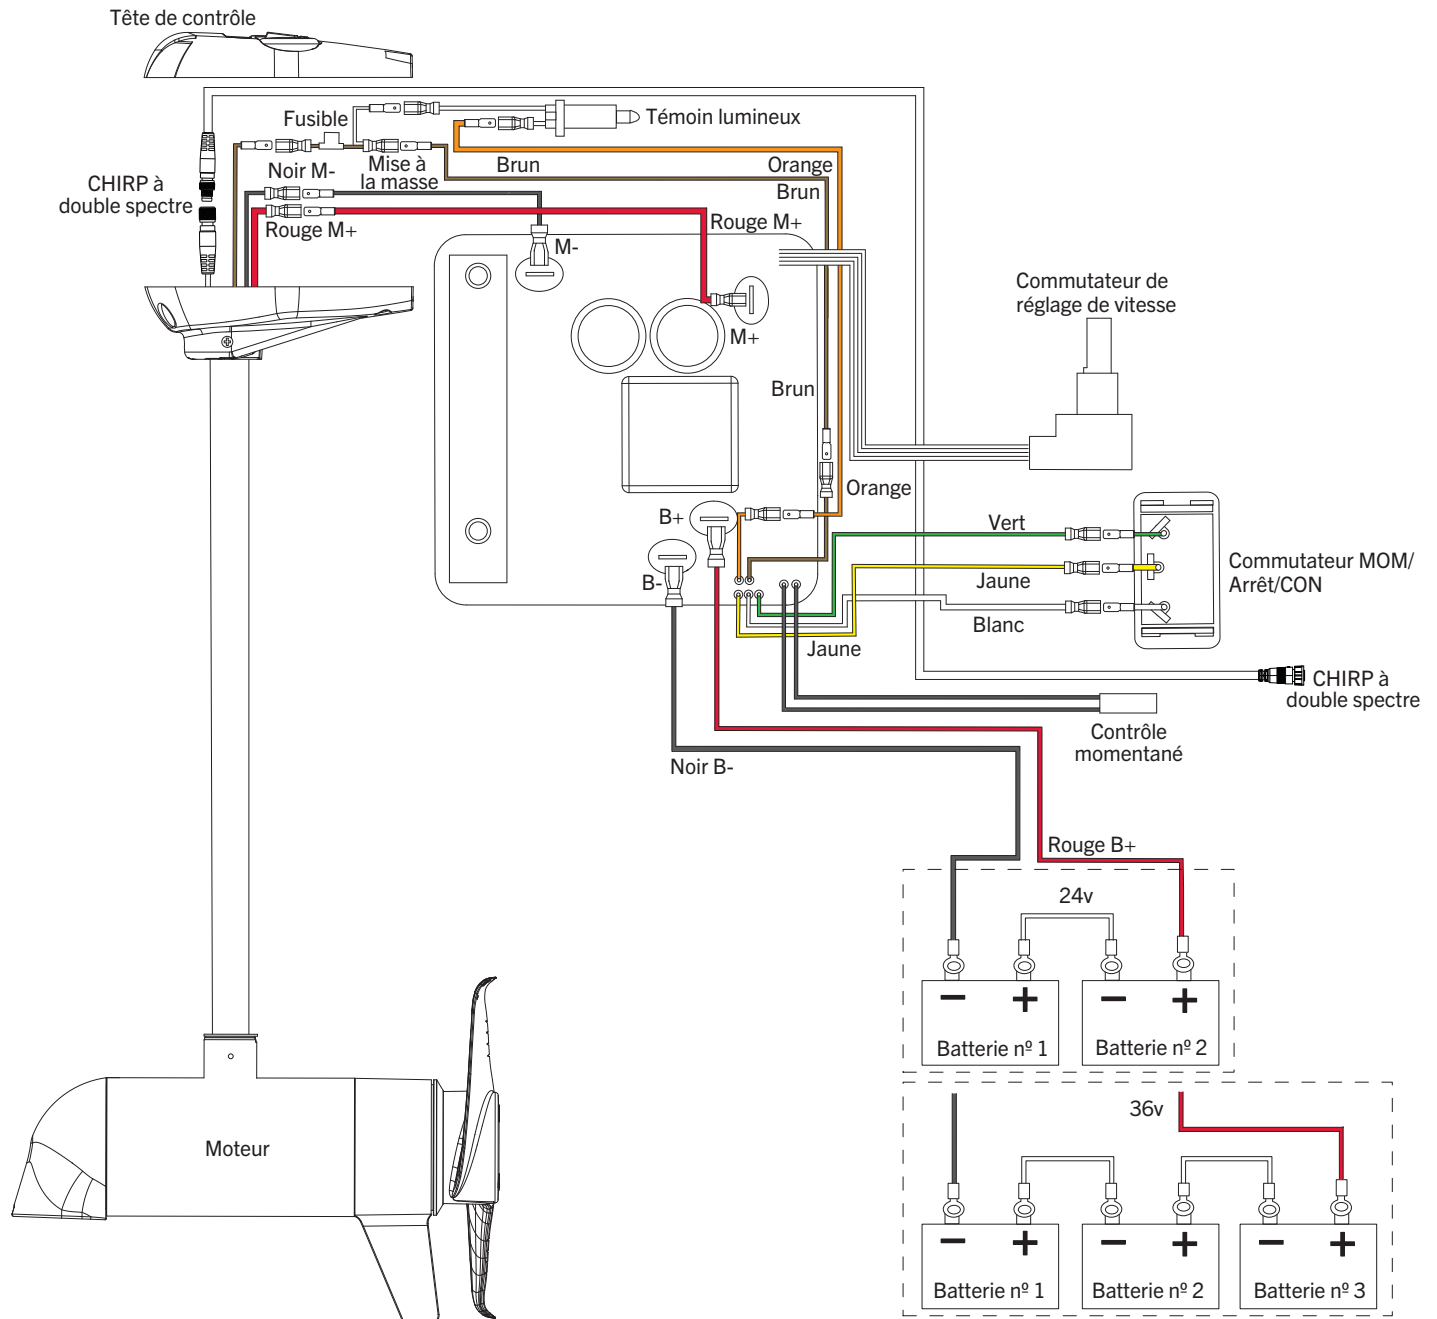 Tête de contrôle
Fusible
Témoin lumineux
Noir M-
Mise à
la masse
Brun
Orange
Brun
CHIRP à
double spectre
Rouge M+
Rouge M+
M-
M+
Commutateur de
réglage de vitesse
Brun
Orange
B+
B-
Vert
Jaune
Blanc
Jaune
Commutateur MOM/
Arrêt/CON
CHIRP à
double spectre
Contrôle
momentané
Noir B-
Rouge B+
24v
− + − +
Batterie nº 1
Batterie nº 2
Moteur
36v
− + − + − +
Batterie nº 1
Batterie nº 2
Batterie nº 3